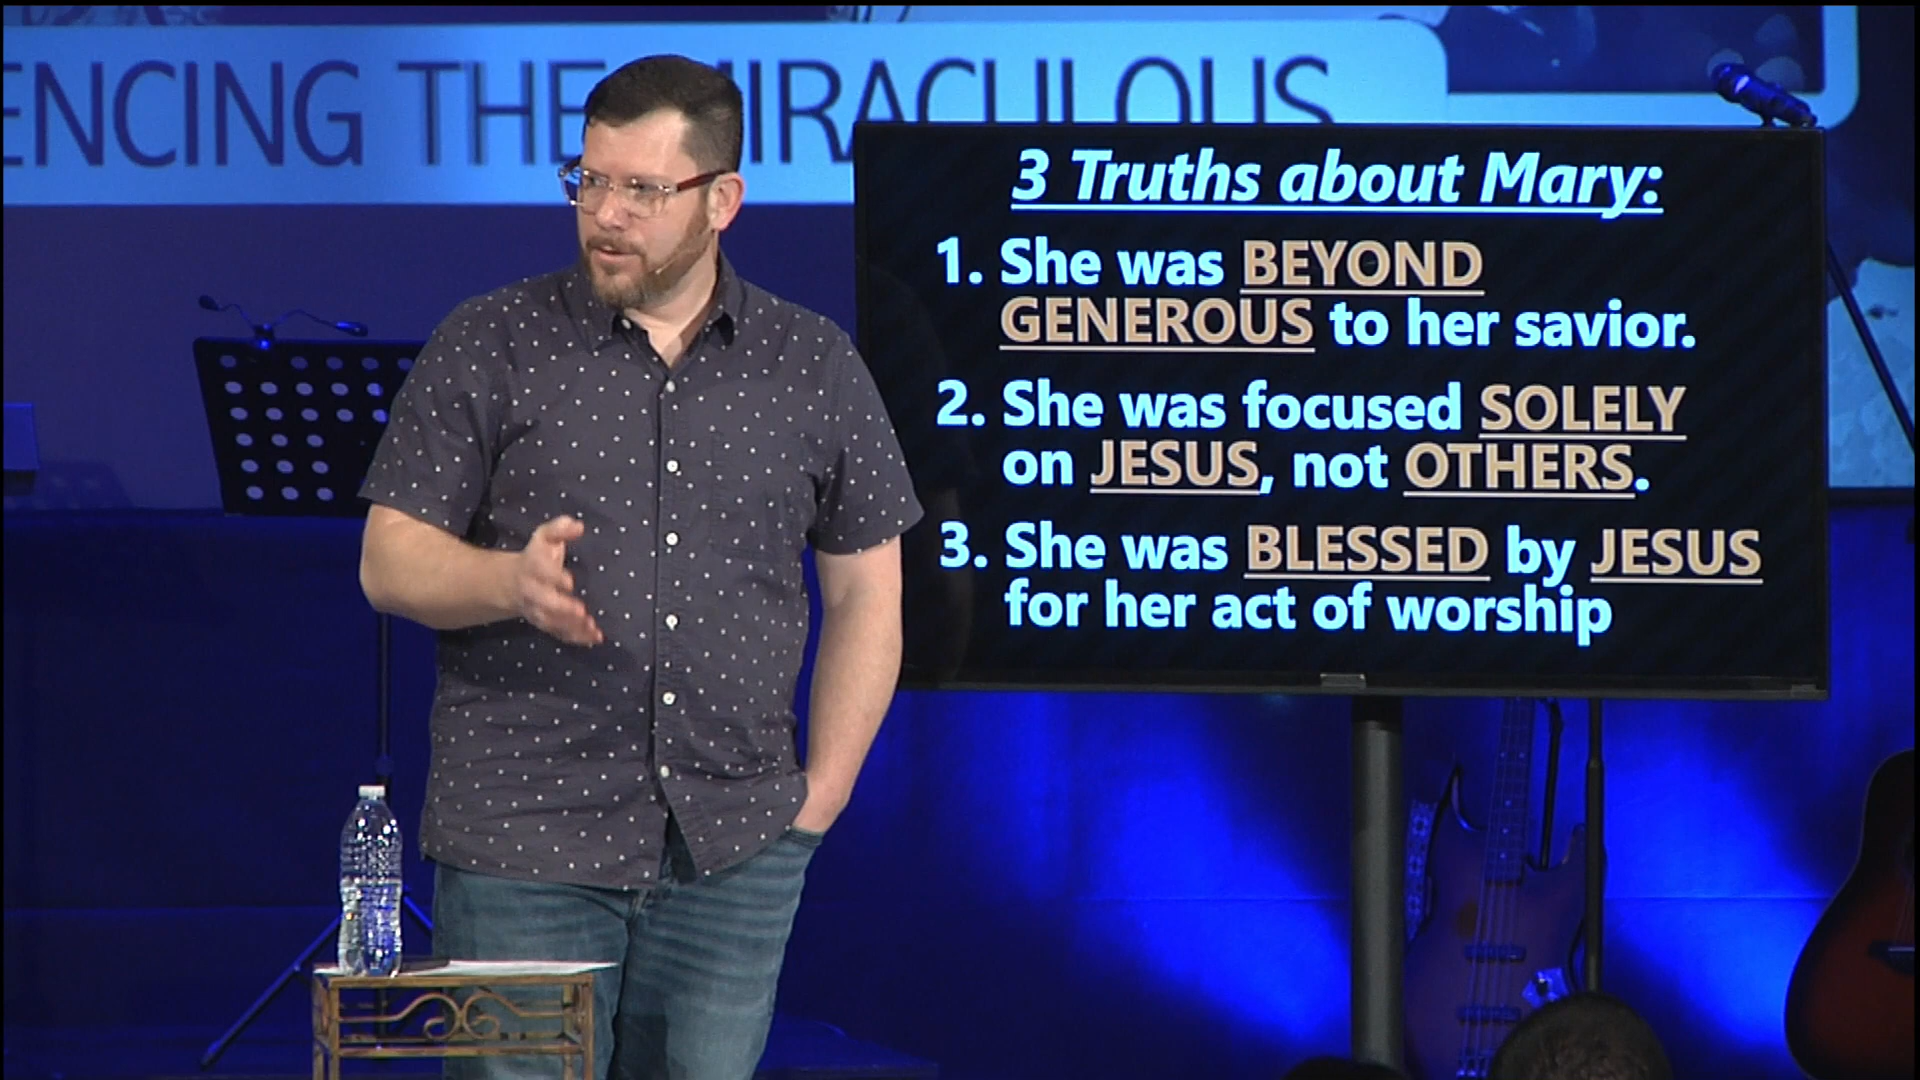 ENCING THE MIRACULOUS
3 Truths about Mary:
1. She was BEYOND
GENEROUS to her savior.
2. She was focused SOLELY
on JESUS, not OTHERS.
3. She was BLESSED by JESUS
for her act of worship